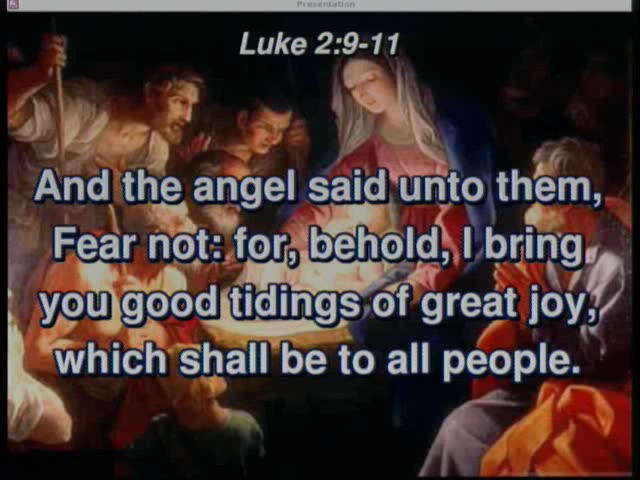 Presentation
Luke 2:9-11
And the angel said unto them,
Fear not: for, behold, I bring
you good tidings of great joy,
which shall be to all people.